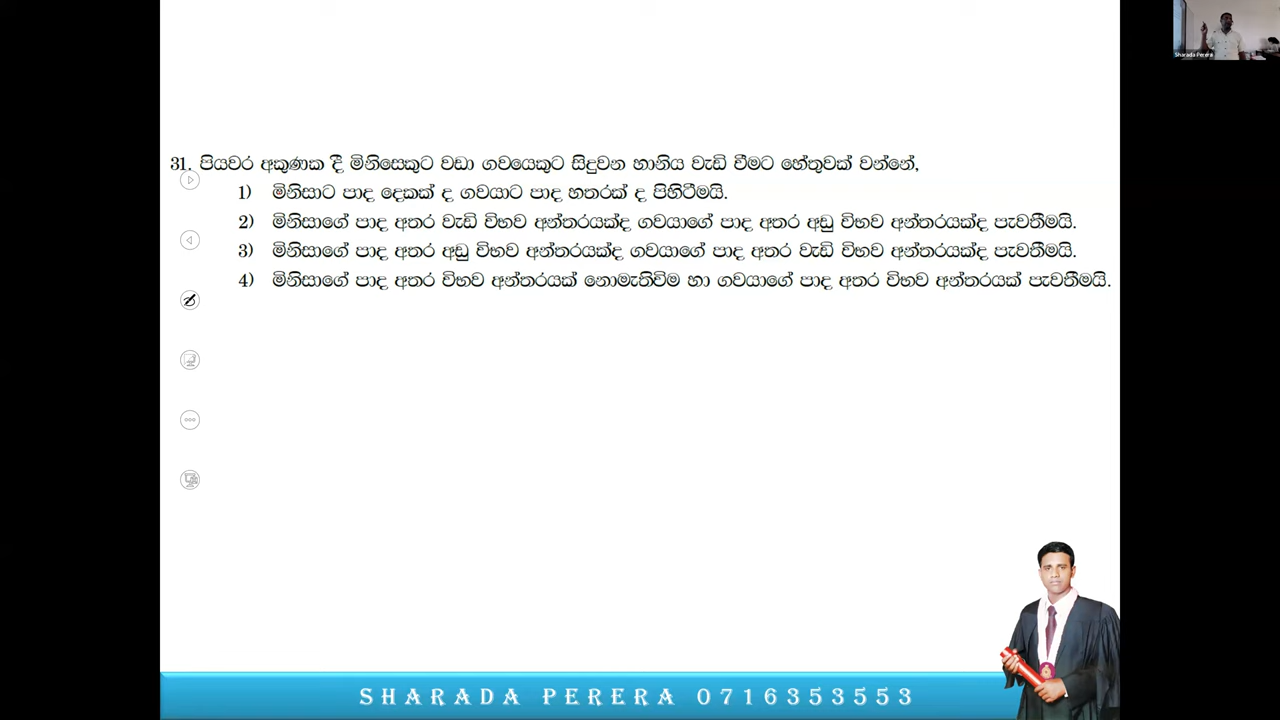 Sharada Perera
31. පියවර අකුණක දී මිනිසෙකුට වඩා ගවයෙකුට සිදුවන හානිය වැඩි වීමට හේතුවක් වන්නේ,
1) මිනිසාට පාද දෙකක් ද ගවයාට පාද හතරක් ද පිහිටීමයි.
2) මිනිසාගේ පාද අතර වැඩි විභව අන්තරයක්ද ගවයාගේ පාද අතර අඩු විභව අන්තරයක්ද පැවතීමයි.
3) මිනිසාගේ පාද අතර අඩු විභව අන්තරයක්ද ගවයාගේ පාද අතර වැඩි විභව අන්තරයක්ද පැවතීමයි.
4) මිනිසාගේ පාද අතර විභව අන්තරයක් නොමැතිවීම හා ගවයාගේ පාද අතර විභව අන්තරයක් පැවතීමයි.
SHARADA PERERA 0716353553